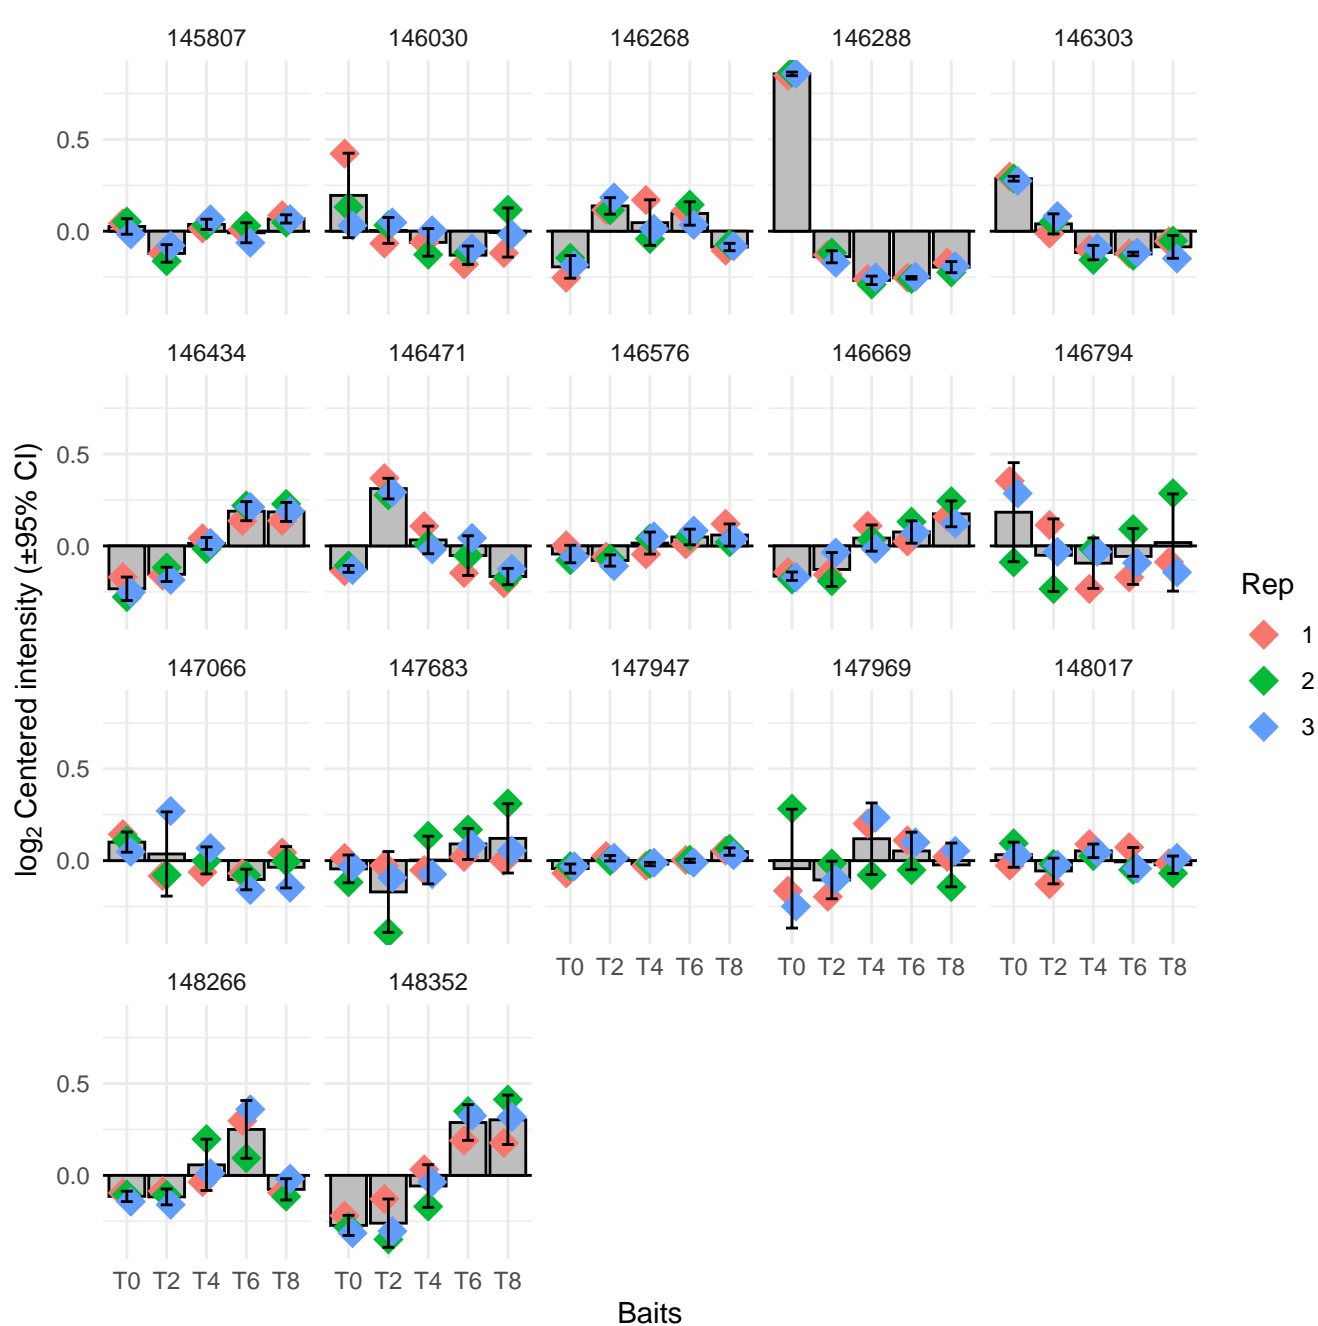 145807 146030 146268 146288 146303
0.5
0.0
146434 146471 146576 146669 146794
0.5
0.0
147066 147683 147947 147969 148017
0.5
0.0
T0 T2 T4 T6 T8 T0 T2 T4 T6 T8 T0 T2 T4 T6 T8
148266 148352
0.5
0.0
T0 T2 T4 T6 T8 T0 T2 T4 T6 T8
Baits
log₂ Centered intensity (±95% CI)
Rep
1
2
3